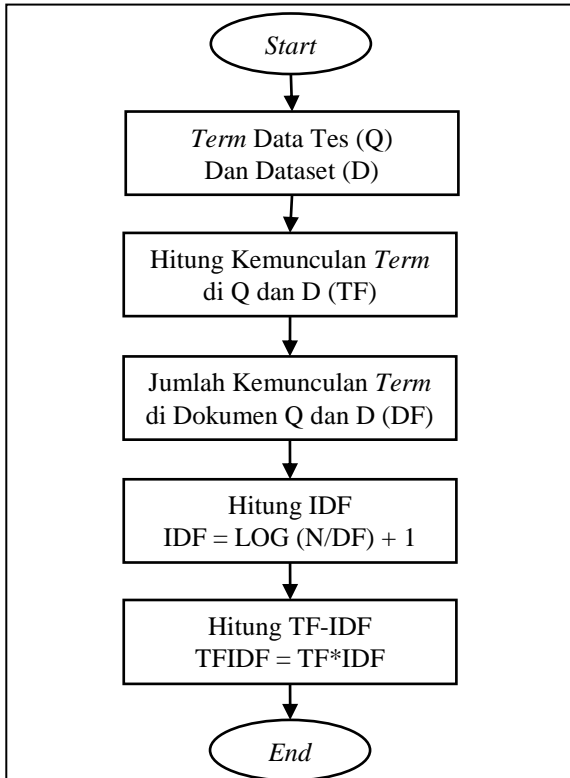 Start
Term Data Tes (Q)
Dan Dataset (D)
Hitung Kemunculan Term
di Q dan D (TF)
Jumlah Kemunculan Term
di Dokumen Q dan D (DF)
Hitung IDF
IDF = LOG (N/DF) + 1
Hitung TF-IDF
TFIDF = TF*IDF
End